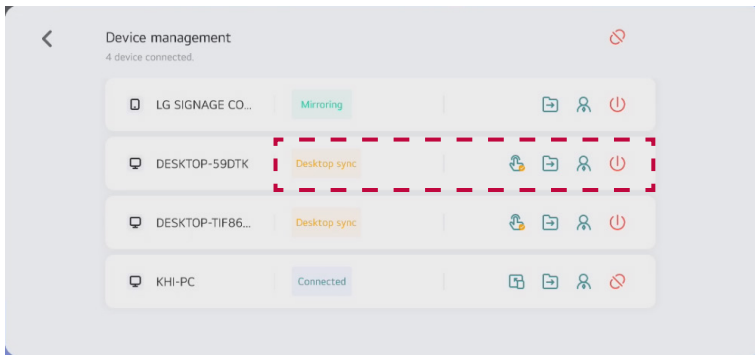 Device management
4 device connected.
LG SIGNAGE CO... Mirroring
DESKTOP-59DTK Desktop sync
DESKTOP-TIF86... Desktop sync
KHI-PC Connected